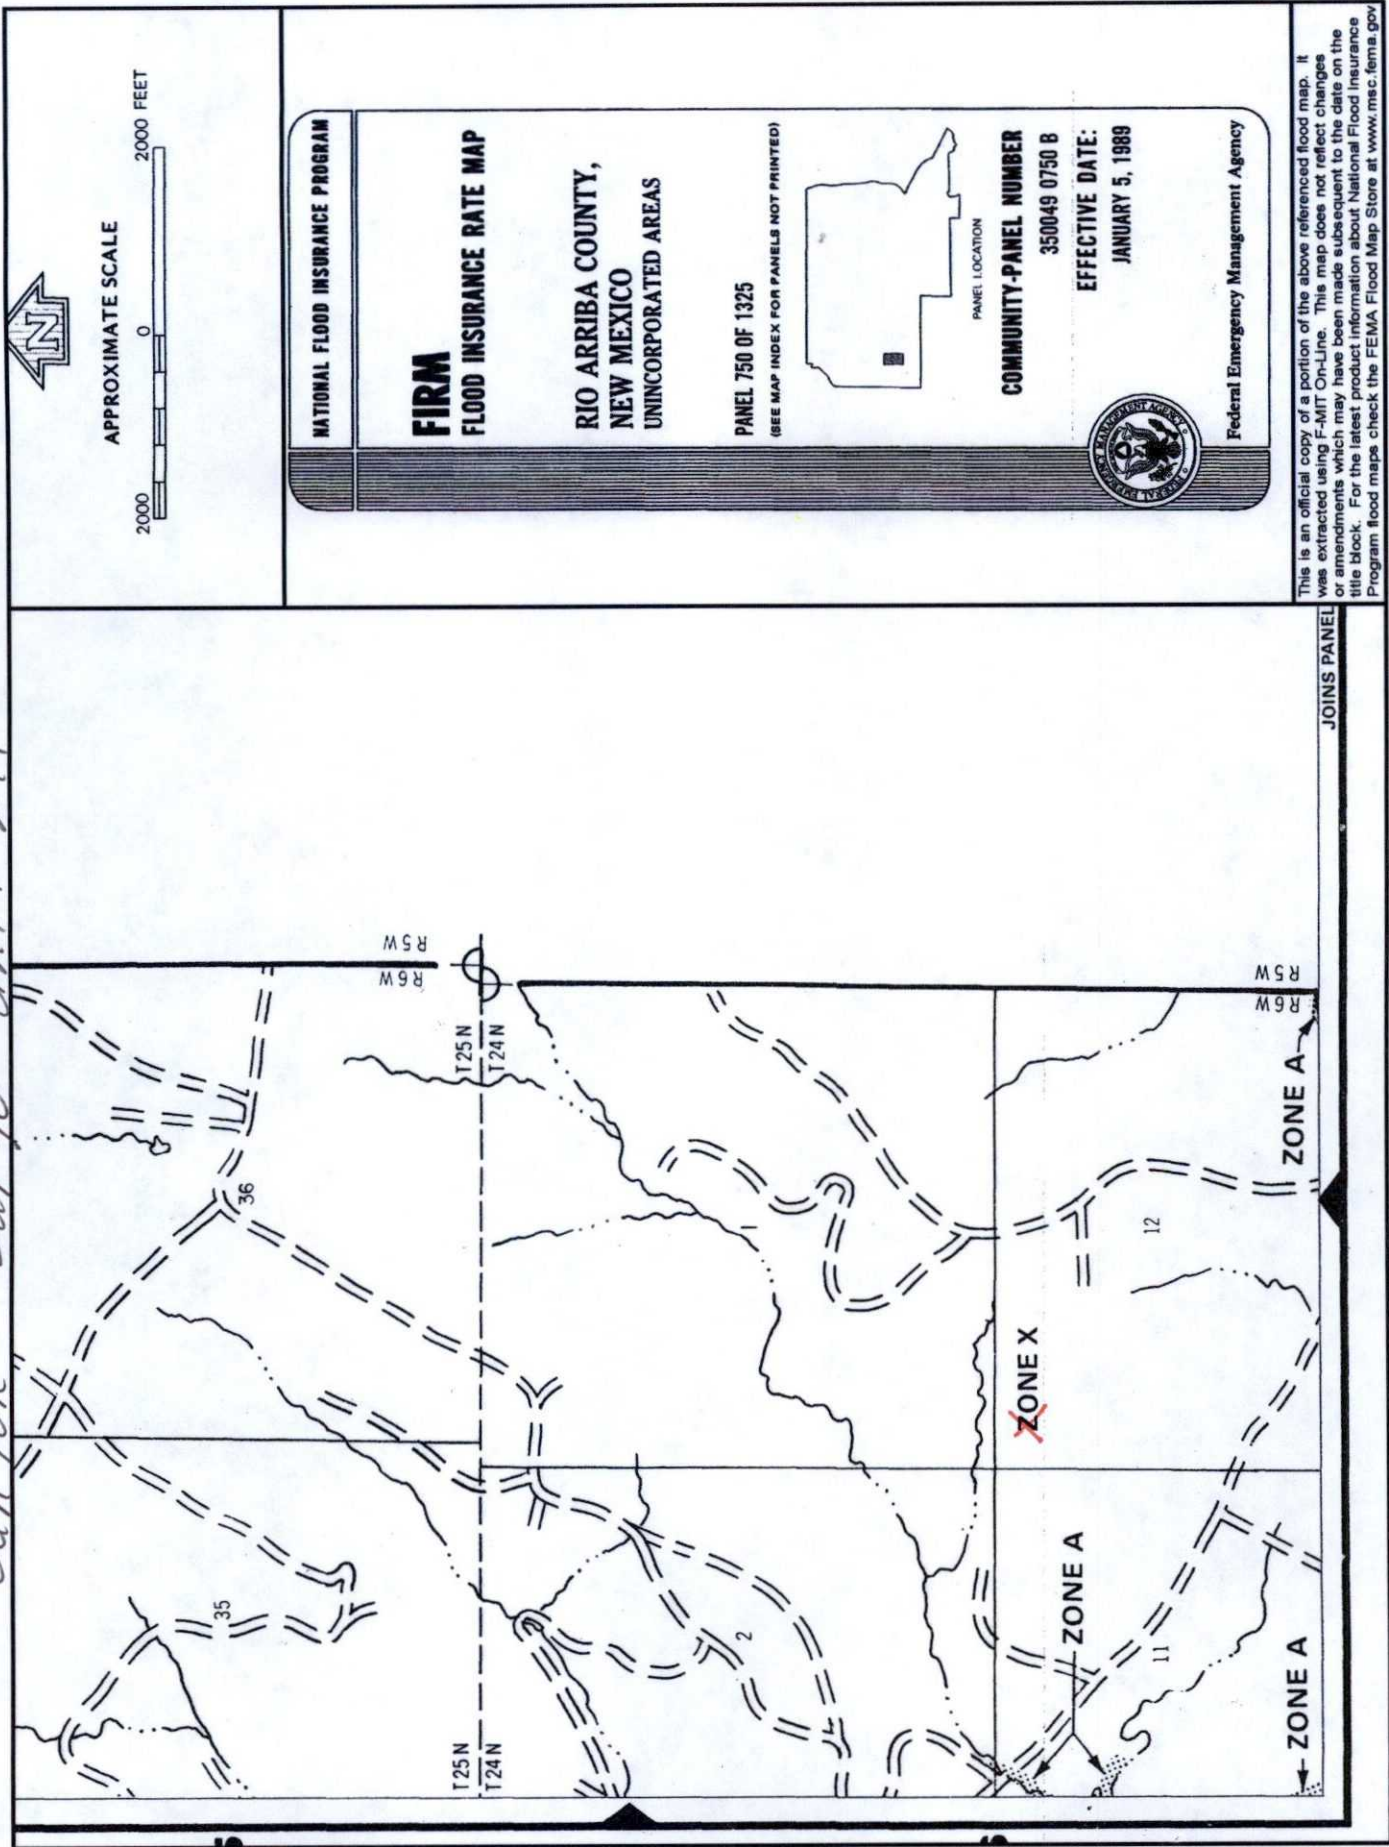 APPROXIMATE SCALE
2000 0 2000 FEET
N
NATIONAL FLOOD INSURANCE PROGRAM
FIRM
FLOOD INSURANCE RATE MAP
RIO ARRIBA COUNTY,
NEW MEXICO
UNINCORPORATED AREAS
PANEL 750 OF 1325
(SEE MAP INDEX FOR PANELS NOT PRINTED)
PANEL LOCATION
COMMUNITY-PANEL NUMBER
350049 0750 B
EFFECTIVE DATE:
JANUARY 5, 1989
FEDERAL EMERGENCY MANAGEMENT AGENCY
Federal Emergency Management Agency
This is an official copy of a portion of the above referenced flood map. It
was extracted using F-MIT On-Line. This map does not reflect changes
or amendments which may have been made subsequent to the date on the
title block. For the latest product information about National Flood Insurance
Program flood maps check the FEMA Flood Map Store at www.msc.fema.gov
JOINS PANEL
R6W R5W
T25N
T24N
T25N
T24N
36
35
2
ZONE X
X
12
11
ZONE A
ZONE A
ZONE A
R6W R5W